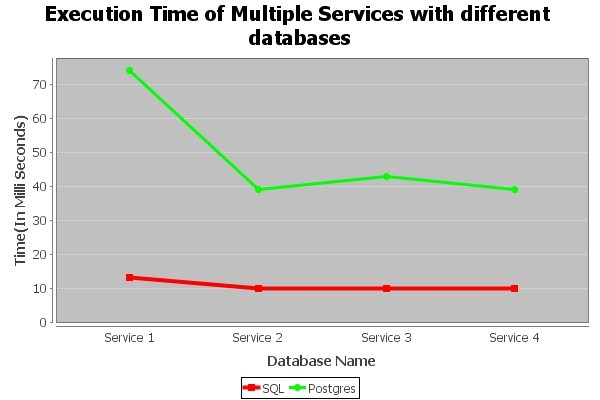 Execution Time of Multiple Services with different
databases
Time(In Milli Seconds)
70
60
50
40
30
20
10
0
Service 1 Service 2 Service 3 Service 4
Database Name
SQL Postgres